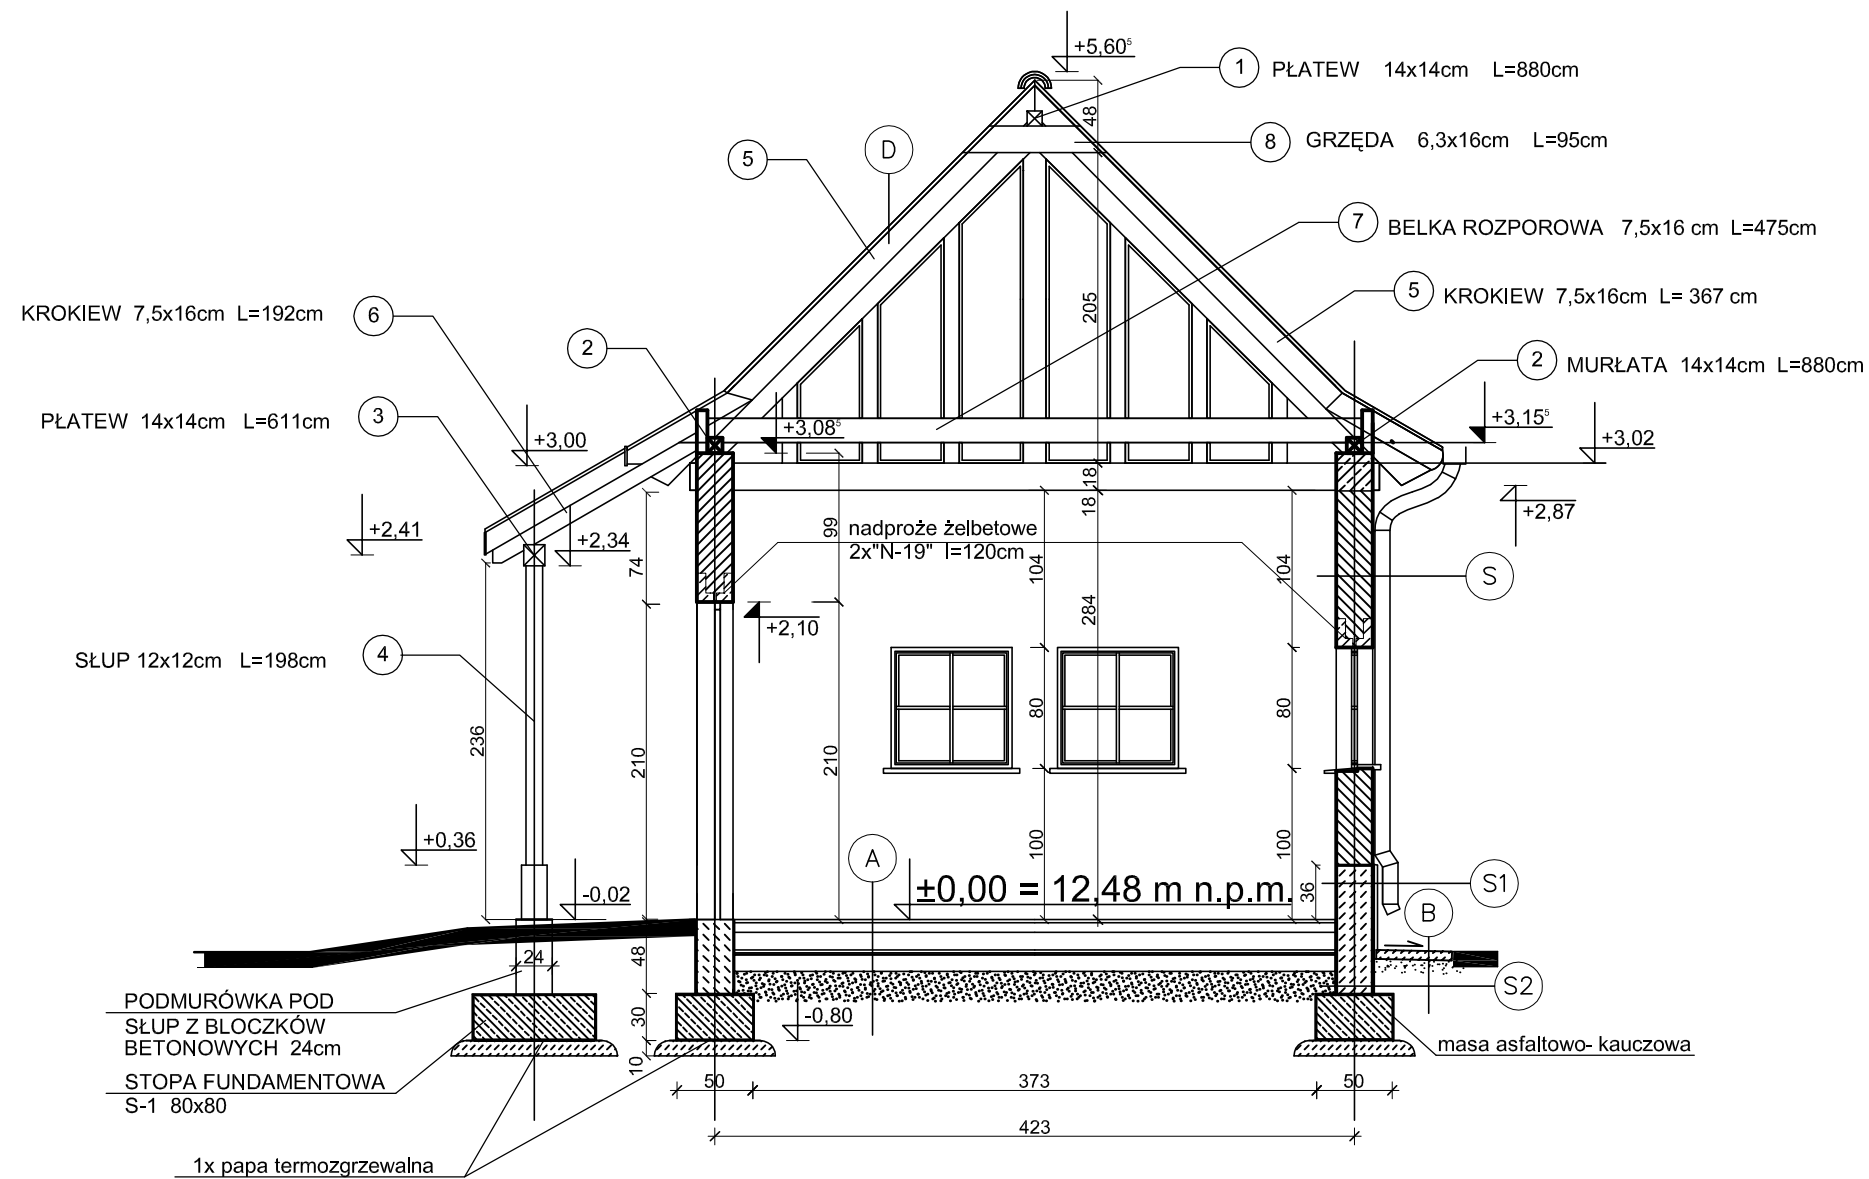 +5,60⁵
1 PŁATEW 14x14cm L=880cm
48
8 GRZĘDA 6,3x16cm L=95cm
5
D
7 BELKA ROZPOROWA 7,5x16 cm L=475cm
5 KROKIEW 7,5x16cm L= 367 cm
205
KROKIEW 7,5x16cm L=192cm 6
2
2 MURŁATA 14x14cm L=880cm
PŁATEW 14x14cm L=611cm 3
+3,00
+3,08⁵
+3,15⁵
+3,02
18
18
+2,87
+2,41
+2,34
99
nadproże żelbetowe
2x"N-19" l=120cm
74
104
104
S
284
+2,10
SŁUP 12x12cm L=198cm 4
236
210
210
80
80
+0,36
100
100
A
±0,00 = 12,48 m n.p.m.
36
S1
-0,02
B
24
48
S2
PODMURÓWKA POD
SŁUP Z BLOCZKÓW
BETONOWYCH 24cm
30
-0,80
masa asfaltowo- kauczowa
10
STOPA FUNDAMENTOWA
S-1 80x80
50
373
50
423
1x papa termozgrzewalna